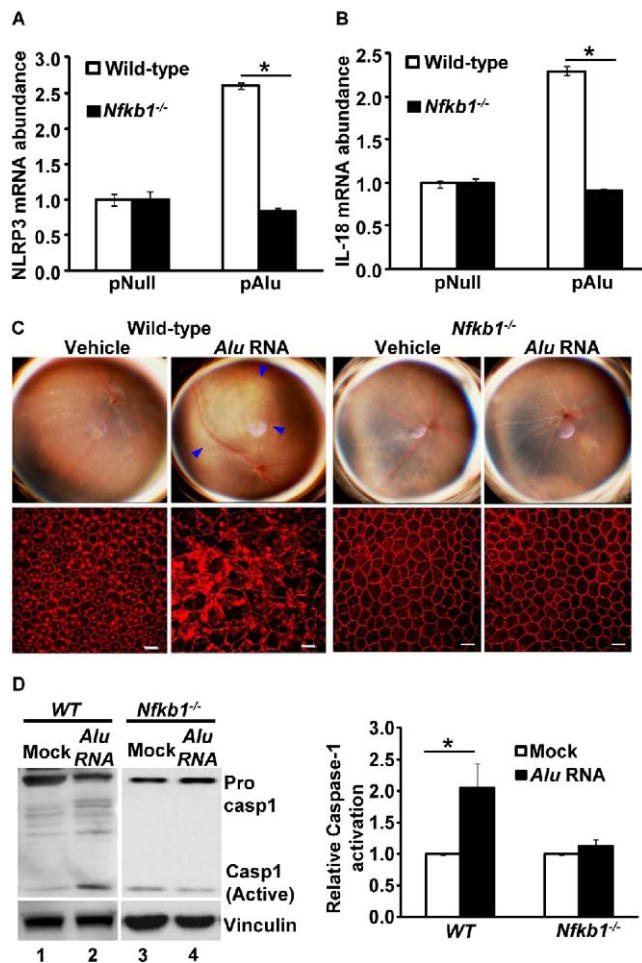 A
NLRP3 mRNA abundance
3.0
2.5
2.0
1.5
1.0
0.5
0.0
Wild-type
Nfkb1-/-
*
pNull
pAlu
B
IL-18 mRNA abundance
2.5
2.0
1.5
1.0
0.5
0.0
Wild-type
Nfkb1-/-
*
pNull
pAlu
C
Wild-type
Nfkb1-/-
Vehicle
Alu RNA
Vehicle
Alu RNA
D
WT
Nfkb1-/-
Mock
Alu
RNA
Mock
Alu
RNA
Pro
casp1
Casp1
(Active)
Vinculin
1 2 3 4
Relative Caspase-1
activation
3.0
2.5
2.0
1.5
1.0
0.5
0.0
*
Mock
Alu RNA
WT
Nfkb1-/-